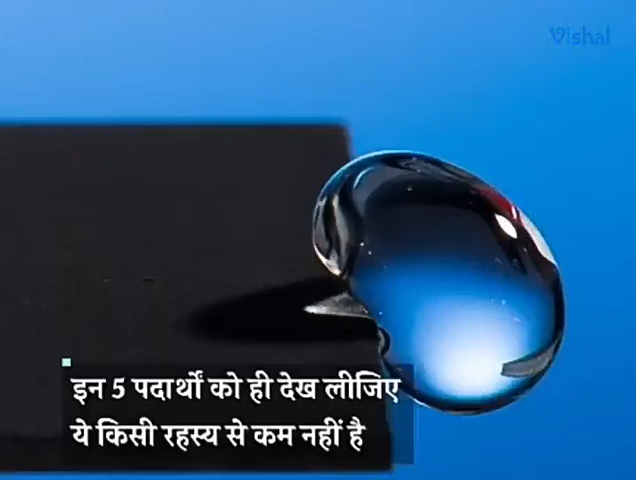 Vishal
इन 5 पदार्थों को ही देख लीजिए
ये किसी रहस्य से कम नहीं है